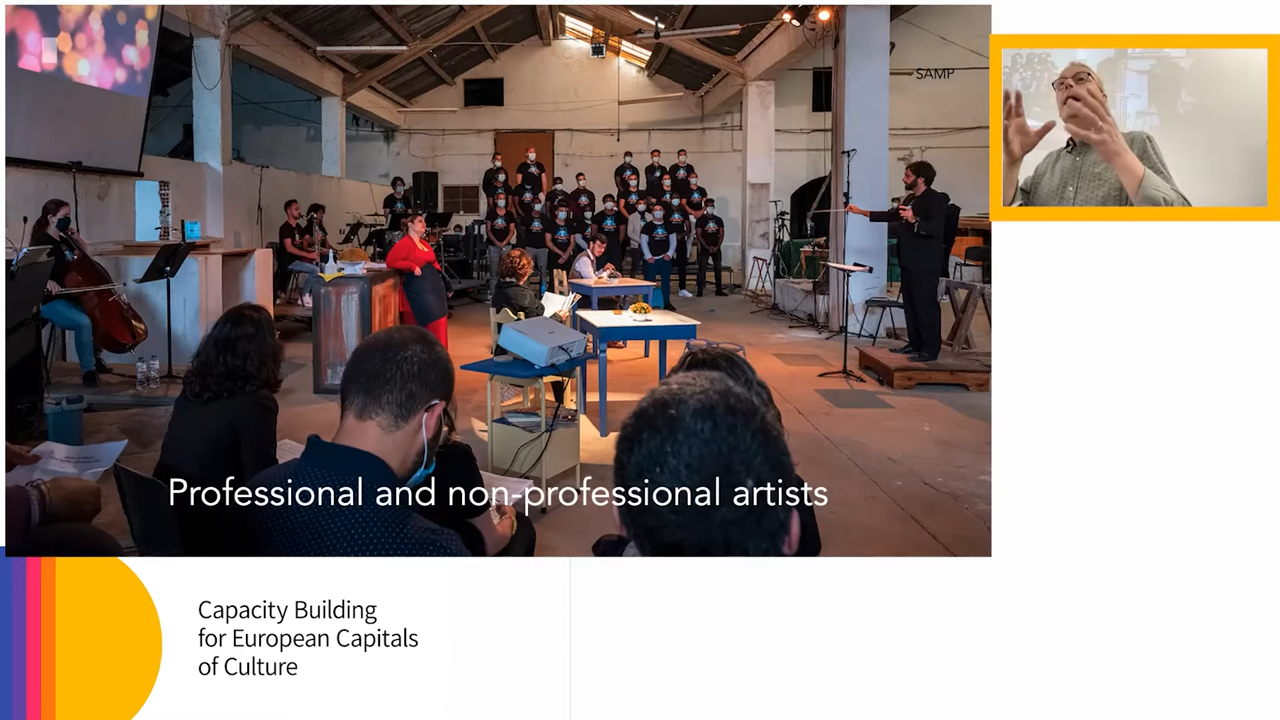 SAMP
Professional and non-professional artists
Capacity Building
for European Capitals
of Culture